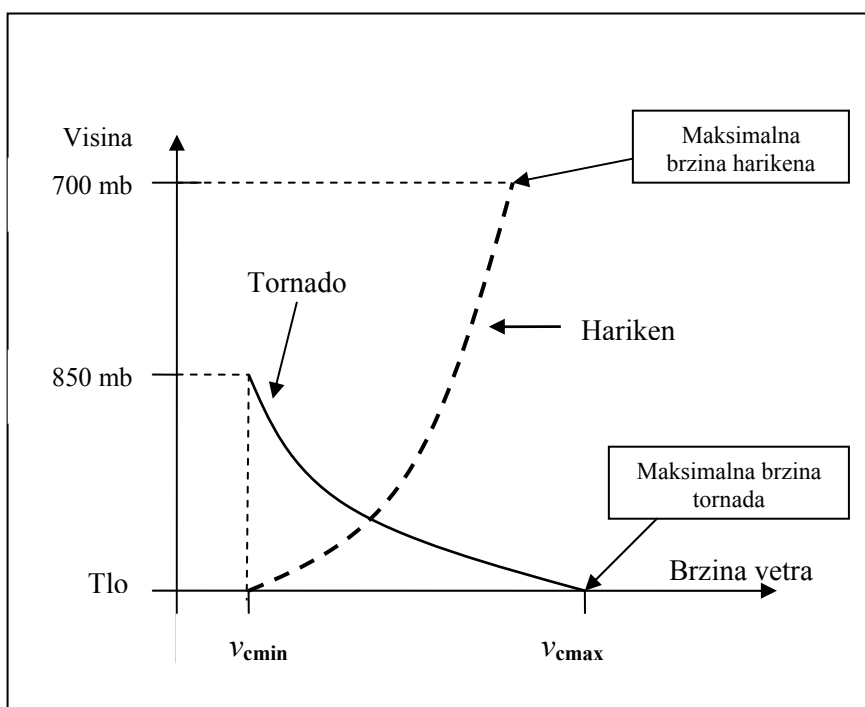 Visina
Maksimalna
brzina harikena
700 mb
Tornado
Hariken
850 mb
Maksimalna brzina
tornada
Tlo
Brzina vetra
vcmin
vcmax